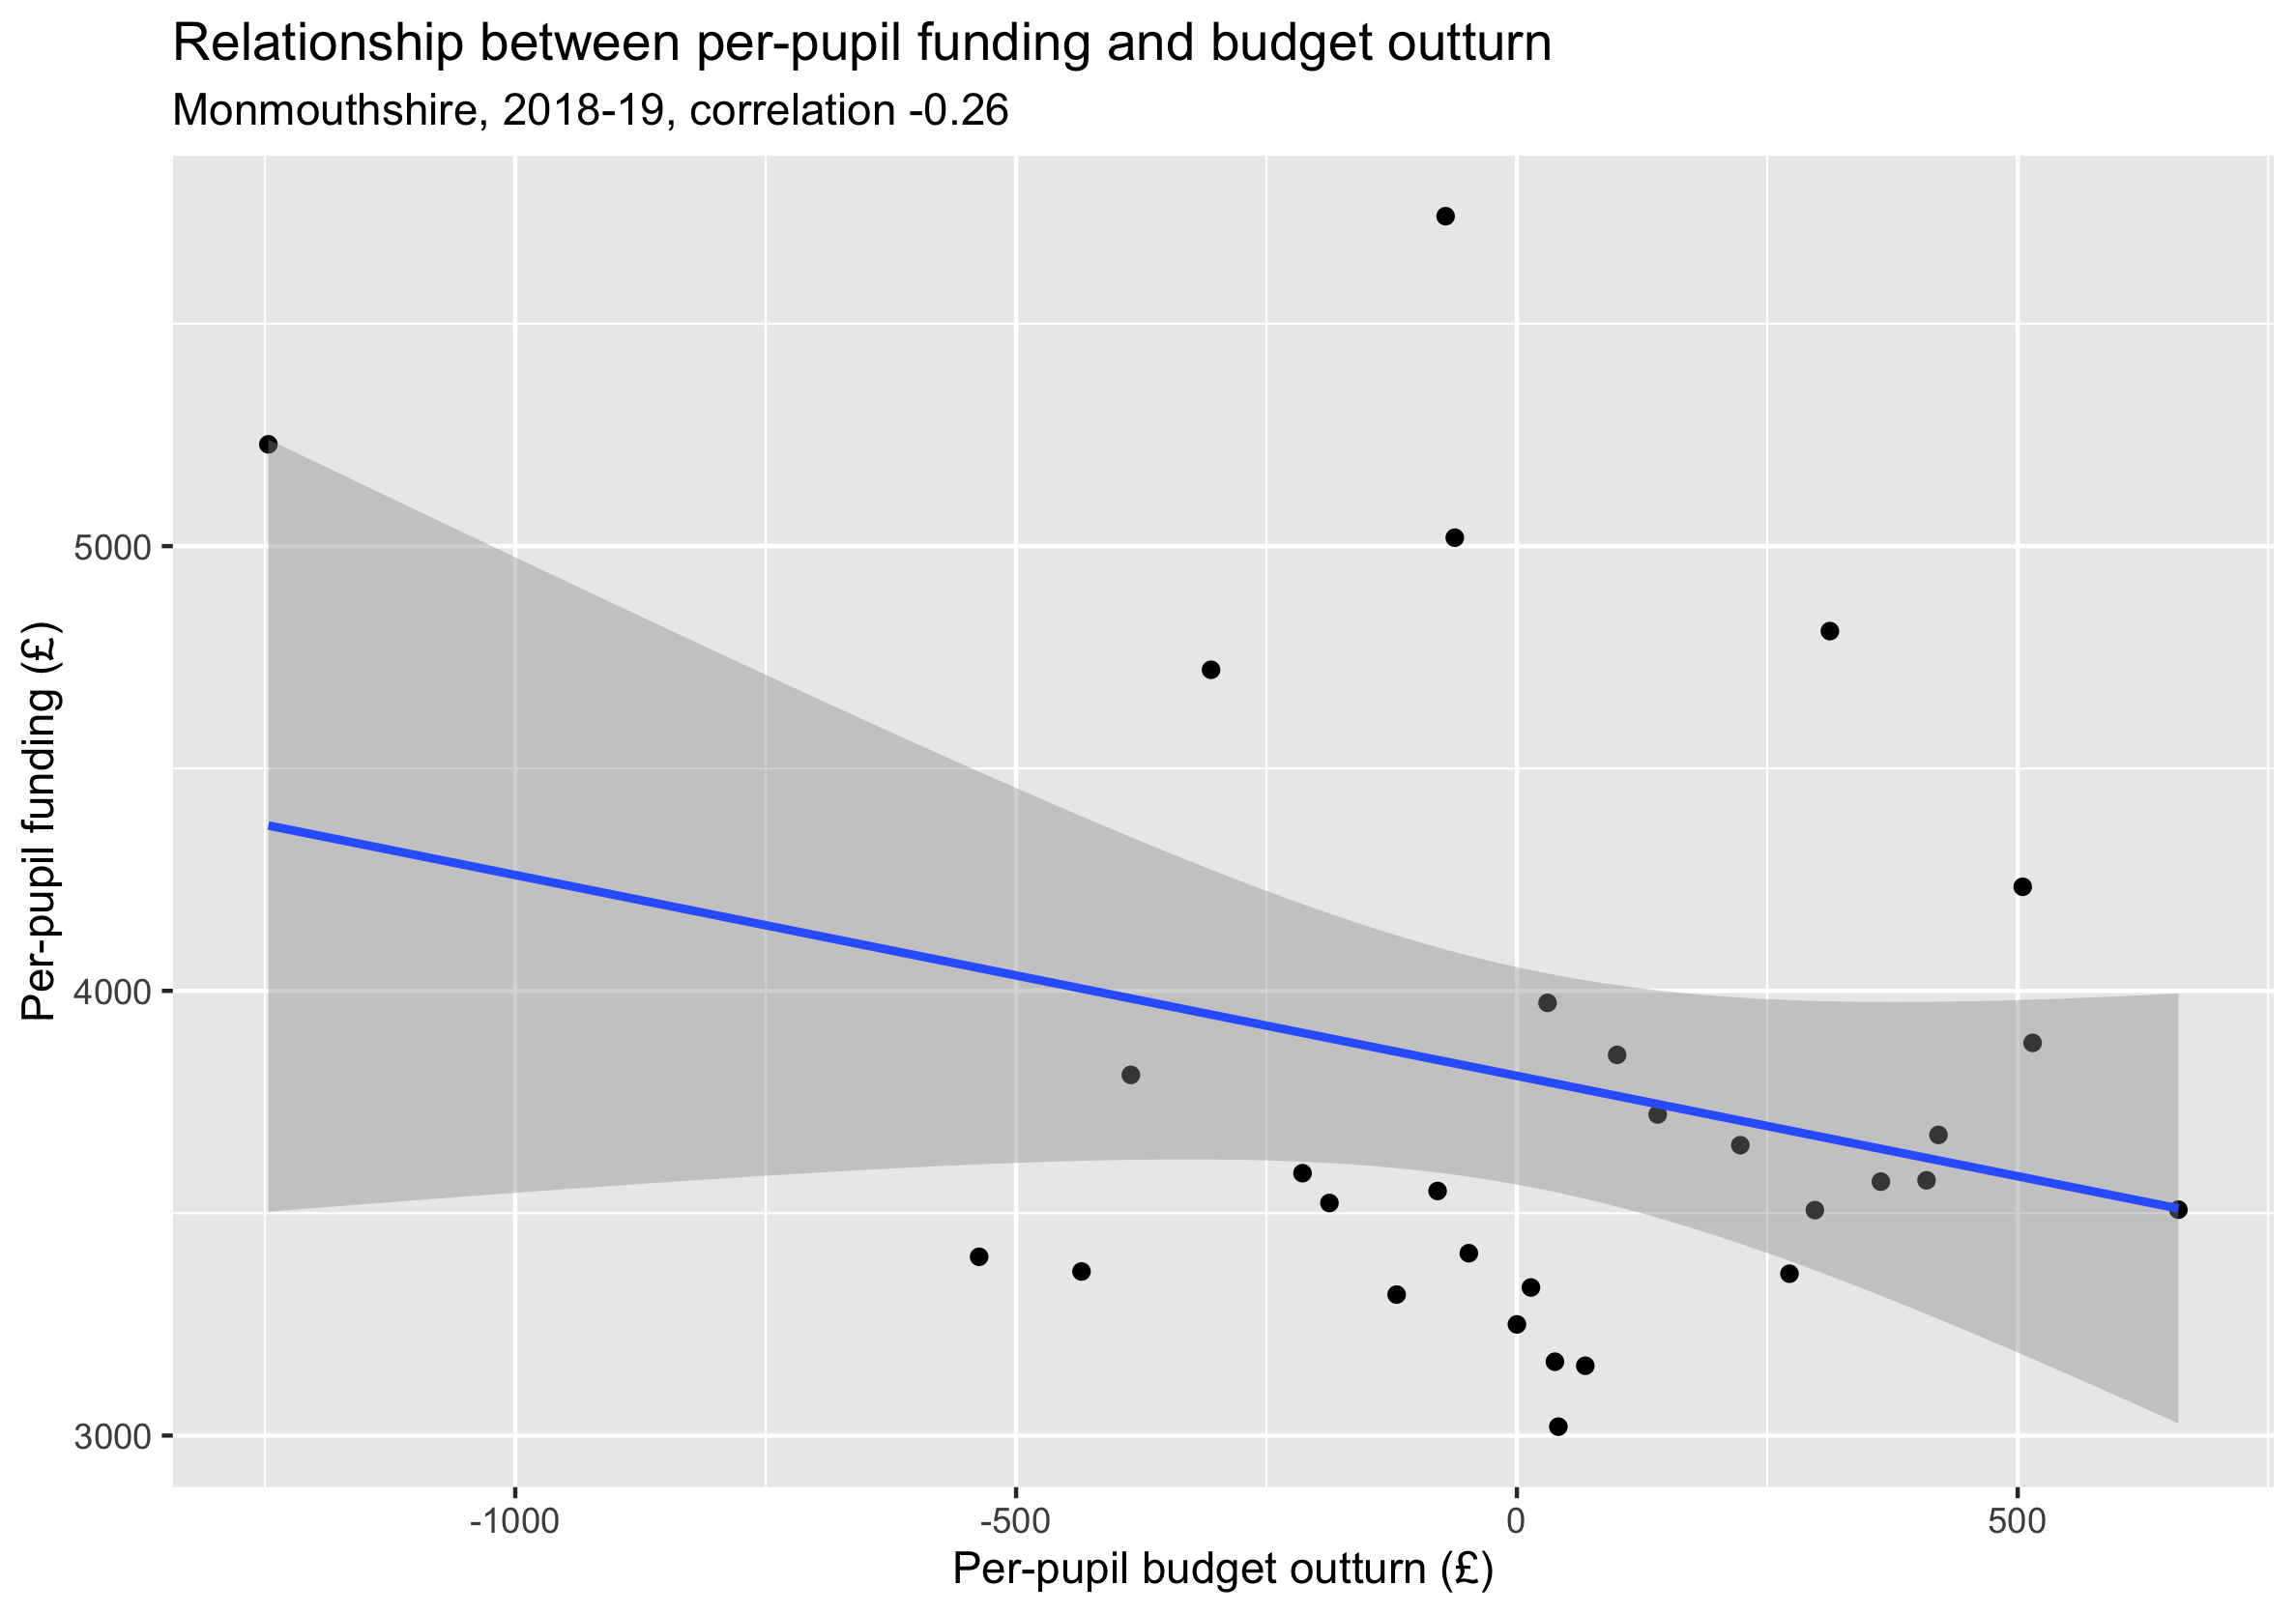 Relationship between per-pupil funding and budget outturn
Monmouthshire, 2018-19, correlation -0.26
Per-pupil funding (£)
5000
4000
3000
-1000
-500
0
500
Per-pupil budget outturn (£)